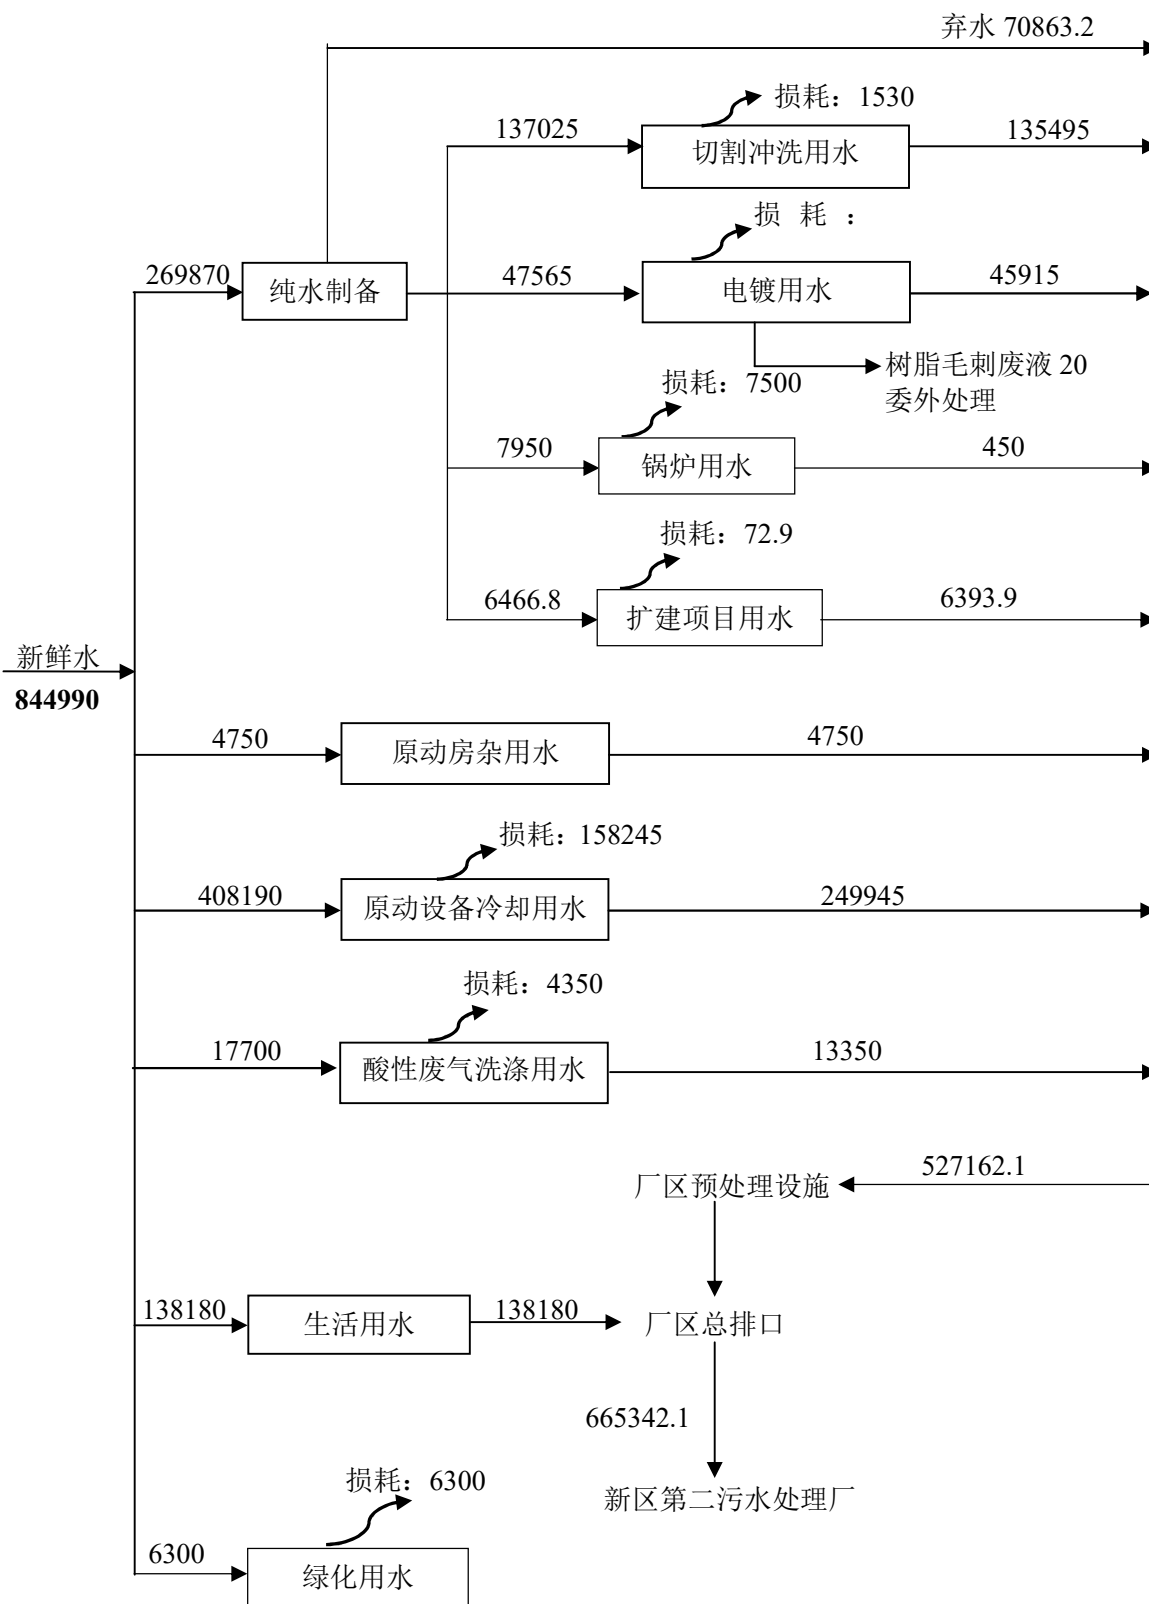 弃水 70863.2
损耗：1530
137025
切割冲洗用水
135495
损 耗 ：
269870
纯水制备
47565
电镀用水
45915
树脂毛刺废液 20
委外处理
损耗：7500
7950
锅炉用水
450
损耗：72.9
6466.8
扩建项目用水
6393.9
新鲜水
844990
4750
原动房杂用水
4750
损耗：158245
408190
原动设备冷却用水
249945
损耗：4350
17700
酸性废气洗涤用水
13350
527162.1
厂区预处理设施
138180
生活用水
138180
厂区总排口
665342.1
损耗：6300
新区第二污水处理厂
6300
绿化用水